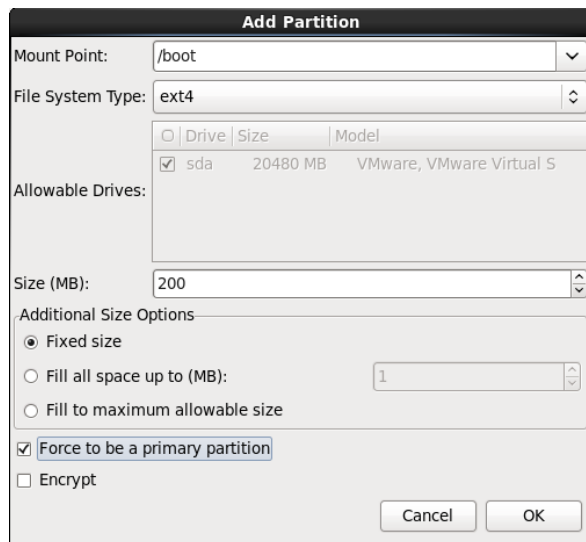 Add Partition
Mount Point: /boot
File System Type: ext4
Drive Size Model
sda 20480 MB VMware, VMware Virtual S
Allowable Drives:
Size (MB): 200
Additional Size Options
Fixed size
Fill all space up to (MB): 1
Fill to maximum allowable size
Force to be a primary partition
Encrypt
Cancel OK